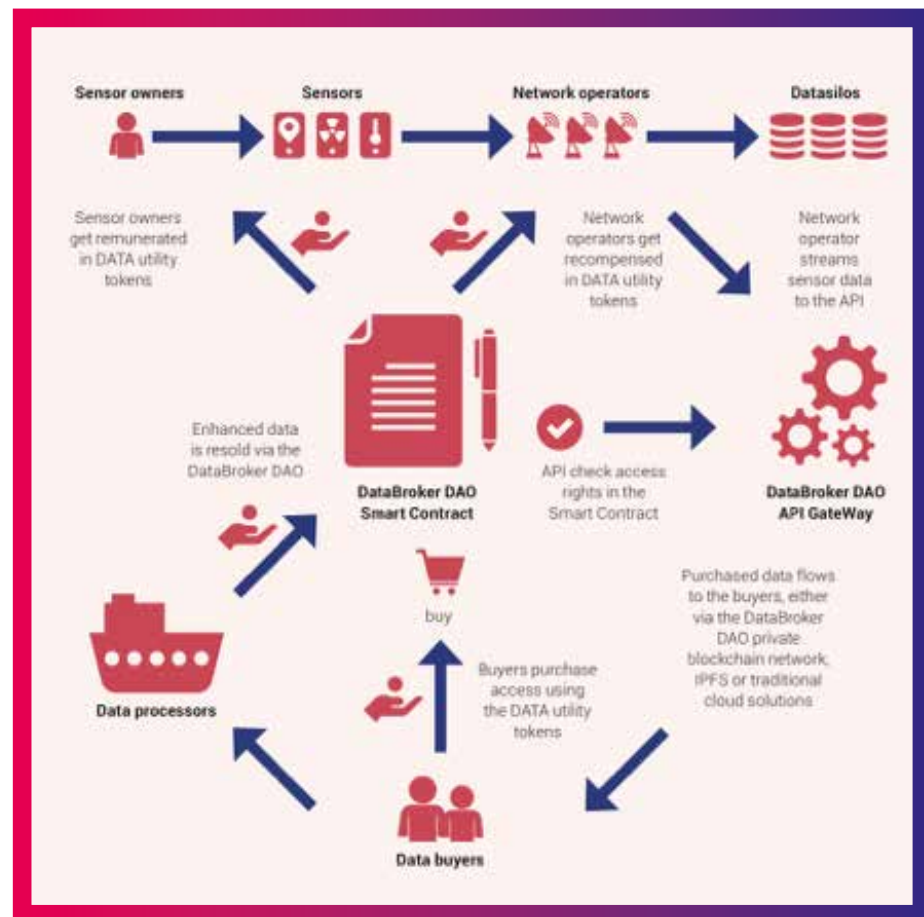 Sensor owners
Sensors
Network operators
Datasilos
Sensor owners
get remunerated
in DATA utility
tokens
Network
operators get
recompensed
in DATA utility
tokens
Network
operator
streams
sensor data
to the API
Enhanced data
is resold via the
DataBroker DAO
DataBroker DAO
Smart Contract
API check access
rights in the
Smart Contract
DataBroker DAO
API GateWay
buy
Purchased data flows
to the buyers, either
via the DataBroker
DAO private
blockchain network,
IPFS or traditional
cloud solutions
Buyers purchase
access using
the DATA utility
tokens
Data processors
Data buyers